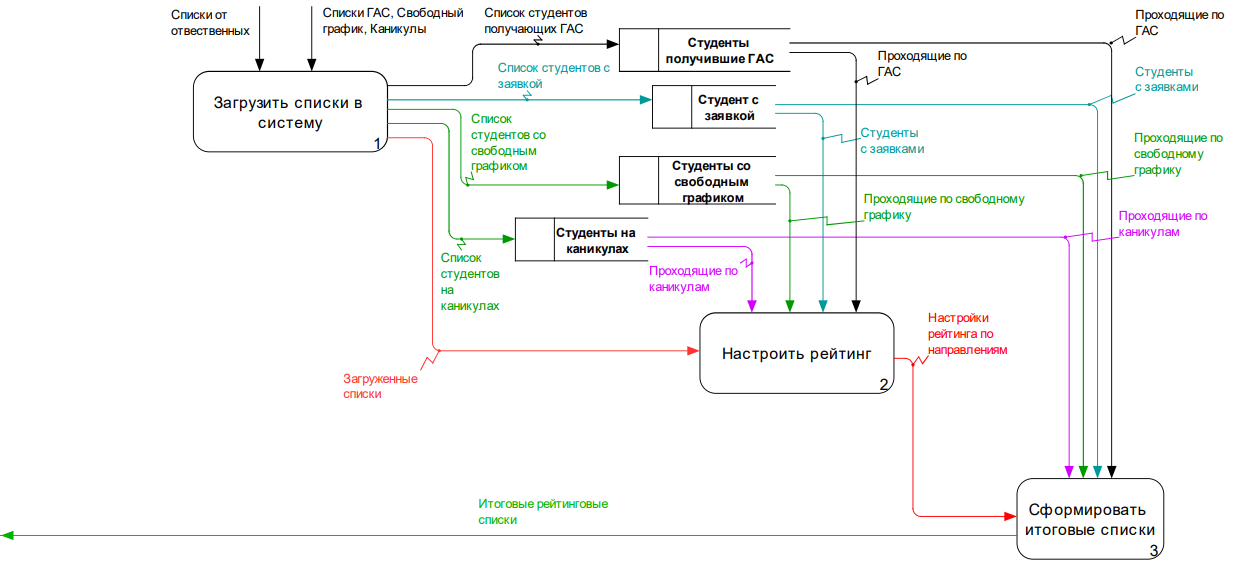 Списки от
отвественных
Списки ГАС, Свободный
график, Каникулы
Список студентов
получающих ГАС
Проходящие по
ГАС
Студенты
получившие ГАС
Проходящие по
ГАС
Загрузить списки в
систему
1
Список студентов с
заявкой
Студент с
заявкой
Студенты
с заявками
Список
студентов со
свободным
графиком
Студенты
с заявками
Проходящие по
свободному
графику
Студенты со
свободным
графиком
Проходящие по свободному
графику
Проходящие по
каникулам
Студенты на
каникулах
Список
студентов
на
каникулах
Проходящие по
каникулам
Настройки
рейтинга по
направлениям
Настроить рейтинг
2
Загруженные
списки
Итоговые рейтинговые
списки
Сформировать
итоговые списки
3